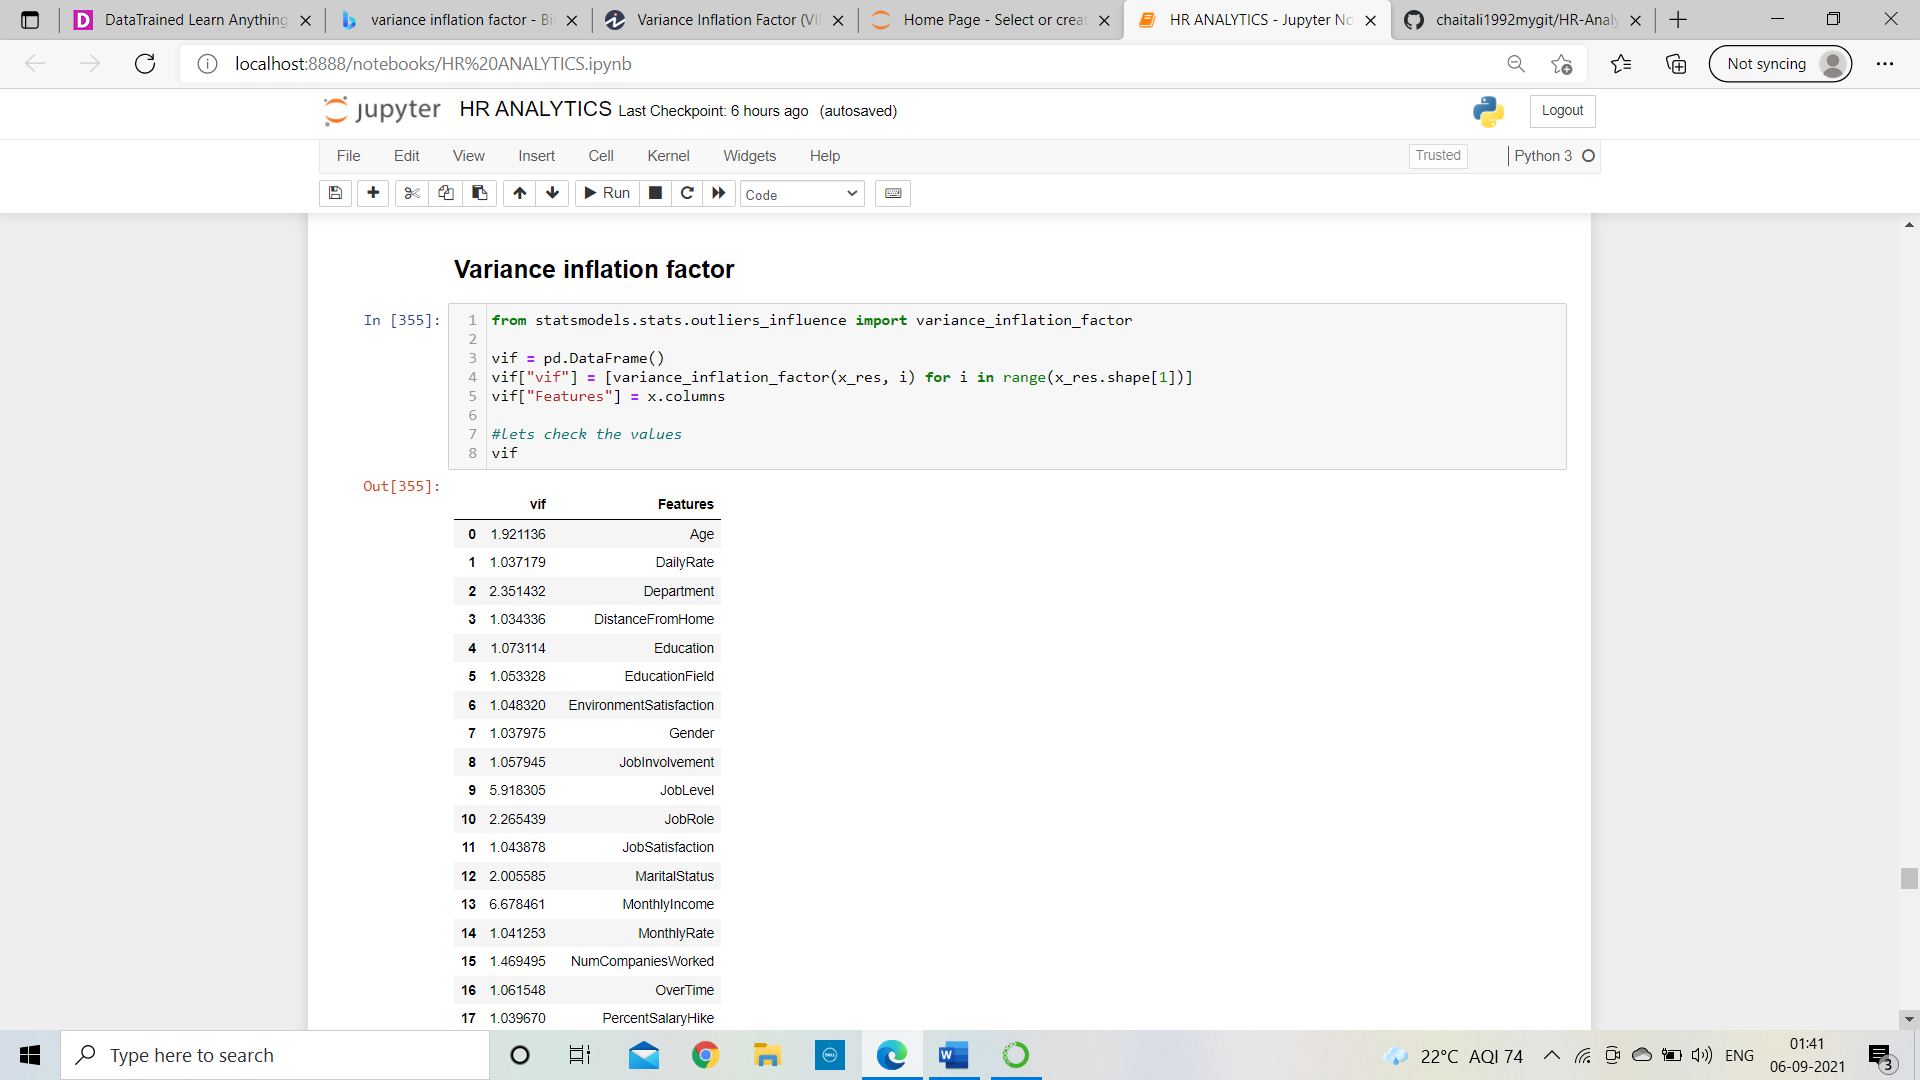 DataTrained Learn Anything
variance inflation factor - Bi
Variance Inflation Factor (VI
Home Page - Select or creat
HR ANALYTICS - Jupyter No
chaitali1992mygit/HR-Analy
localhost:8888/notebooks/HR%20ANALYTICS.ipynb
Not syncing
jupyter HR ANALYTICS Last Checkpoint: 6 hours ago (autosaved)
Logout
File Edit View Insert Cell Kernel Widgets Help
Trusted Python 3
Run Code
Variance inflation factor
In [355]:
1 from statsmodels.stats.outliers_influence import variance_inflation_factor
2
3 vif = pd.DataFrame()
4 vif["vif"] = [variance_inflation_factor(x_res, i) for i in range(x_res.shape[1])]
5 vif["Features"] = x.columns
6
7 #lets check the values
8 vif
Out[355]:
vif Features
0 1.921136 Age
1 1.037179 DailyRate
2 2.351432 Department
3 1.034336 DistanceFromHome
4 1.073114 Education
5 1.053328 EducationField
6 1.048320 EnvironmentSatisfaction
7 1.037975 Gender
8 1.057945 JobInvolvement
9 5.918305 JobLevel
10 2.265439 JobRole
11 1.043878 JobSatisfaction
12 2.005585 MaritalStatus
13 6.678461 MonthlyIncome
14 1.041253 MonthlyRate
15 1.469495 NumCompaniesWorked
16 1.061548 OverTime
17 1.039670 PercentSalaryHike
Type here to search
22°C AQI 74
ENG
01:41
06-09-2021
3